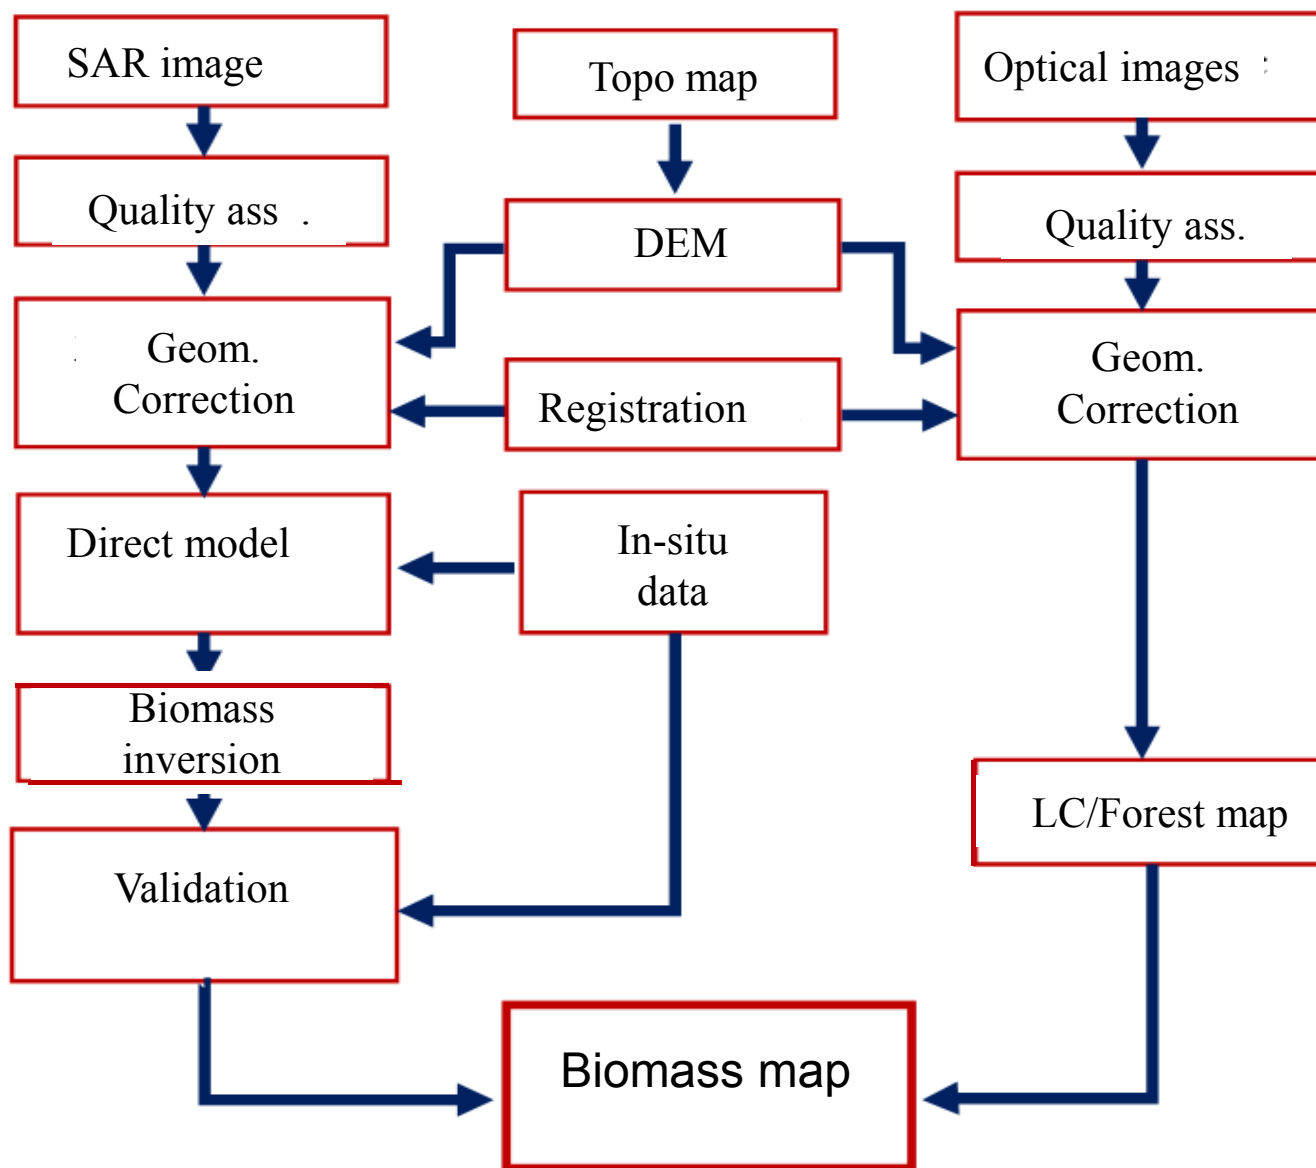 SAR image
Topo map
Optical images
Quality ass .
DEM
Quality ass.
Geom.
Correction
Registration
Geom.
Correction
Direct model
In-situ
data
Biomass
inversion
LC/Forest map
Validation
Biomass map